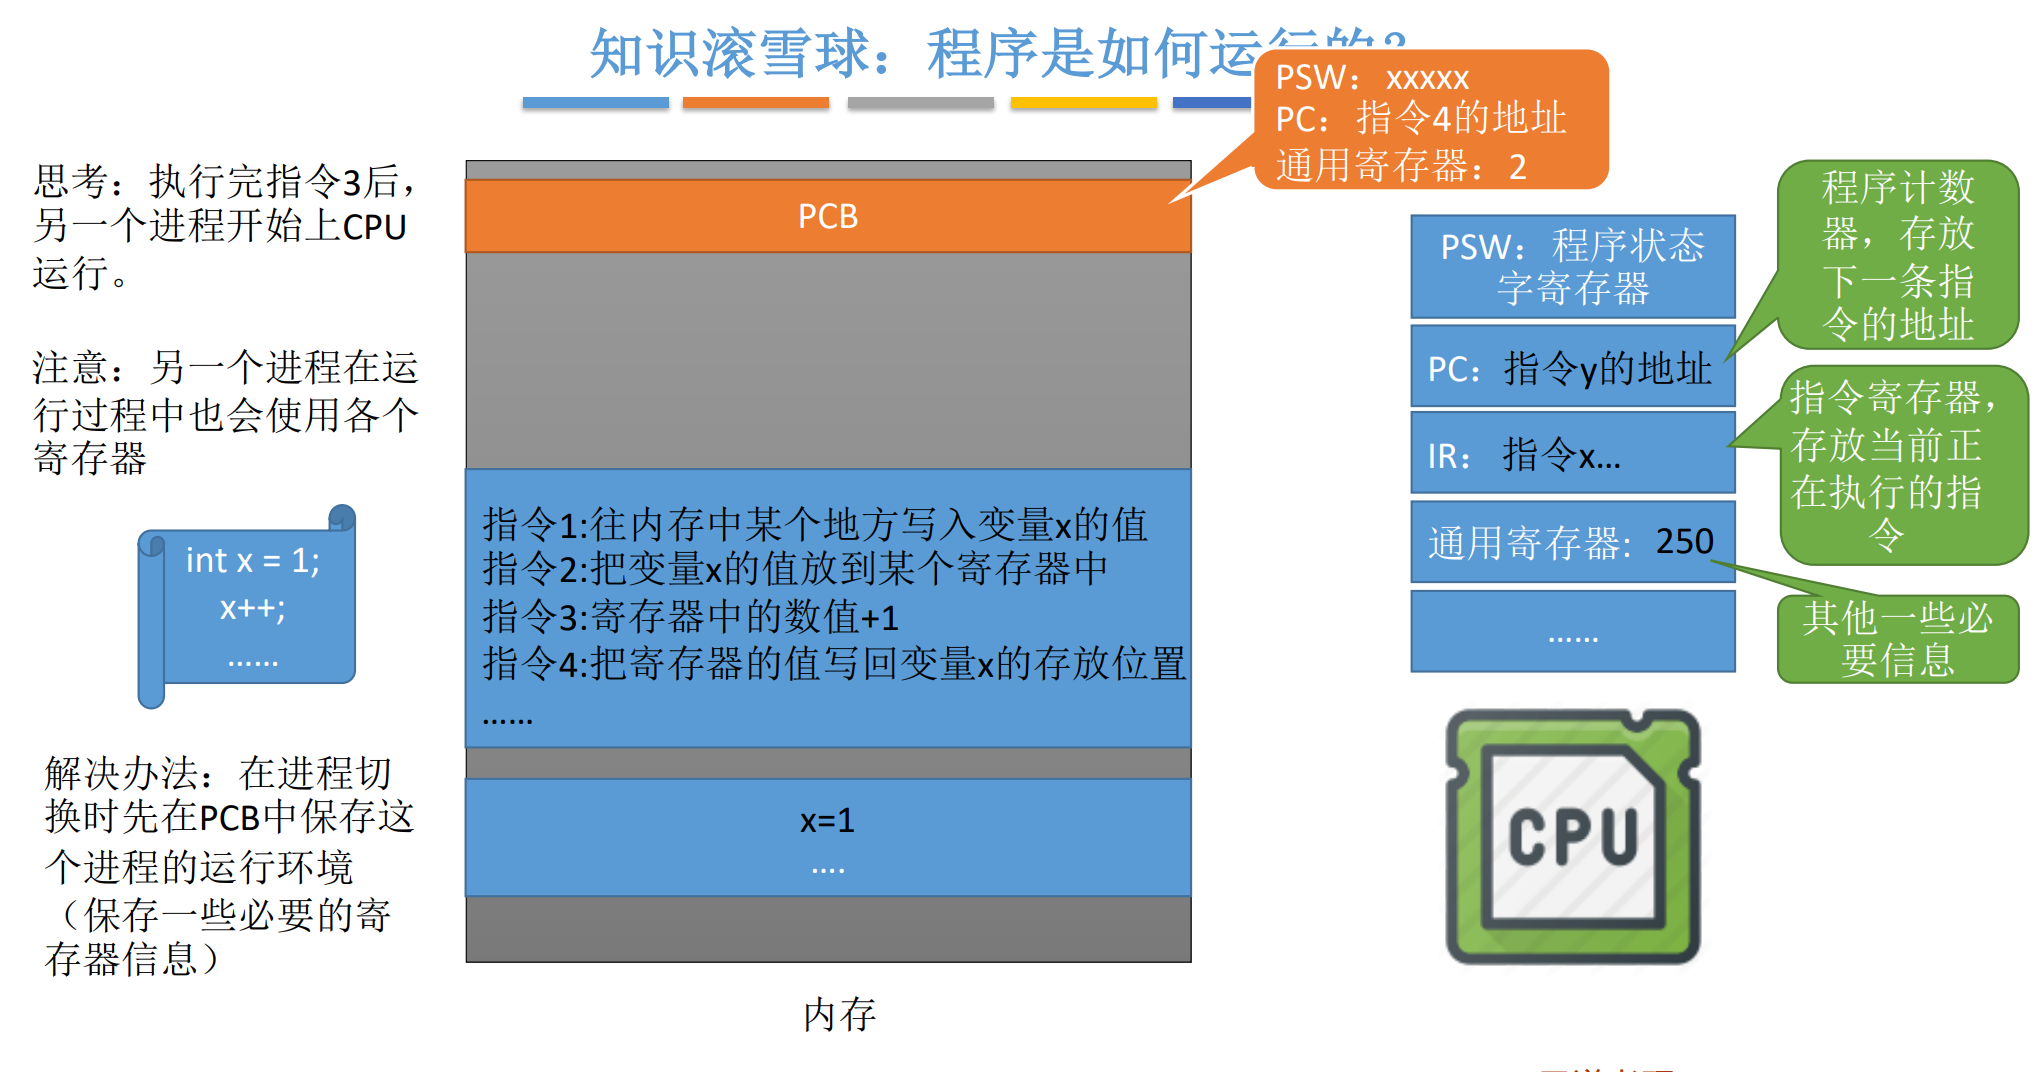 知识滚雪球：程序是如何运行的？
PSW：xxxxx
PC：指令4的地址
通用寄存器：2
思考：执行完指令3后，
另一个进程开始上CPU
运行。
注意：另一个进程在运
行过程中也会使用各个
寄存器
int x = 1;
x++;
……
解决办法：在进程切
换时先在PCB中保存这
个进程的运行环境
（保存一些必要的寄
存器信息）
PCB
指令1:往内存中某个地方写入变量x的值
指令2:把变量x的值放到某个寄存器中
指令3:寄存器中的数值+1
指令4:把寄存器的值写回变量x的存放位置
……
x=1
….
内存
PSW：程序状态
字寄存器
PC：指令y的地址
IR： 指令x…
通用寄存器: 250
……
程序计数
器，存放
下一条指
令的地址
指令寄存器，
存放当前正
在执行的指
令
其他一些必
要信息
CPU